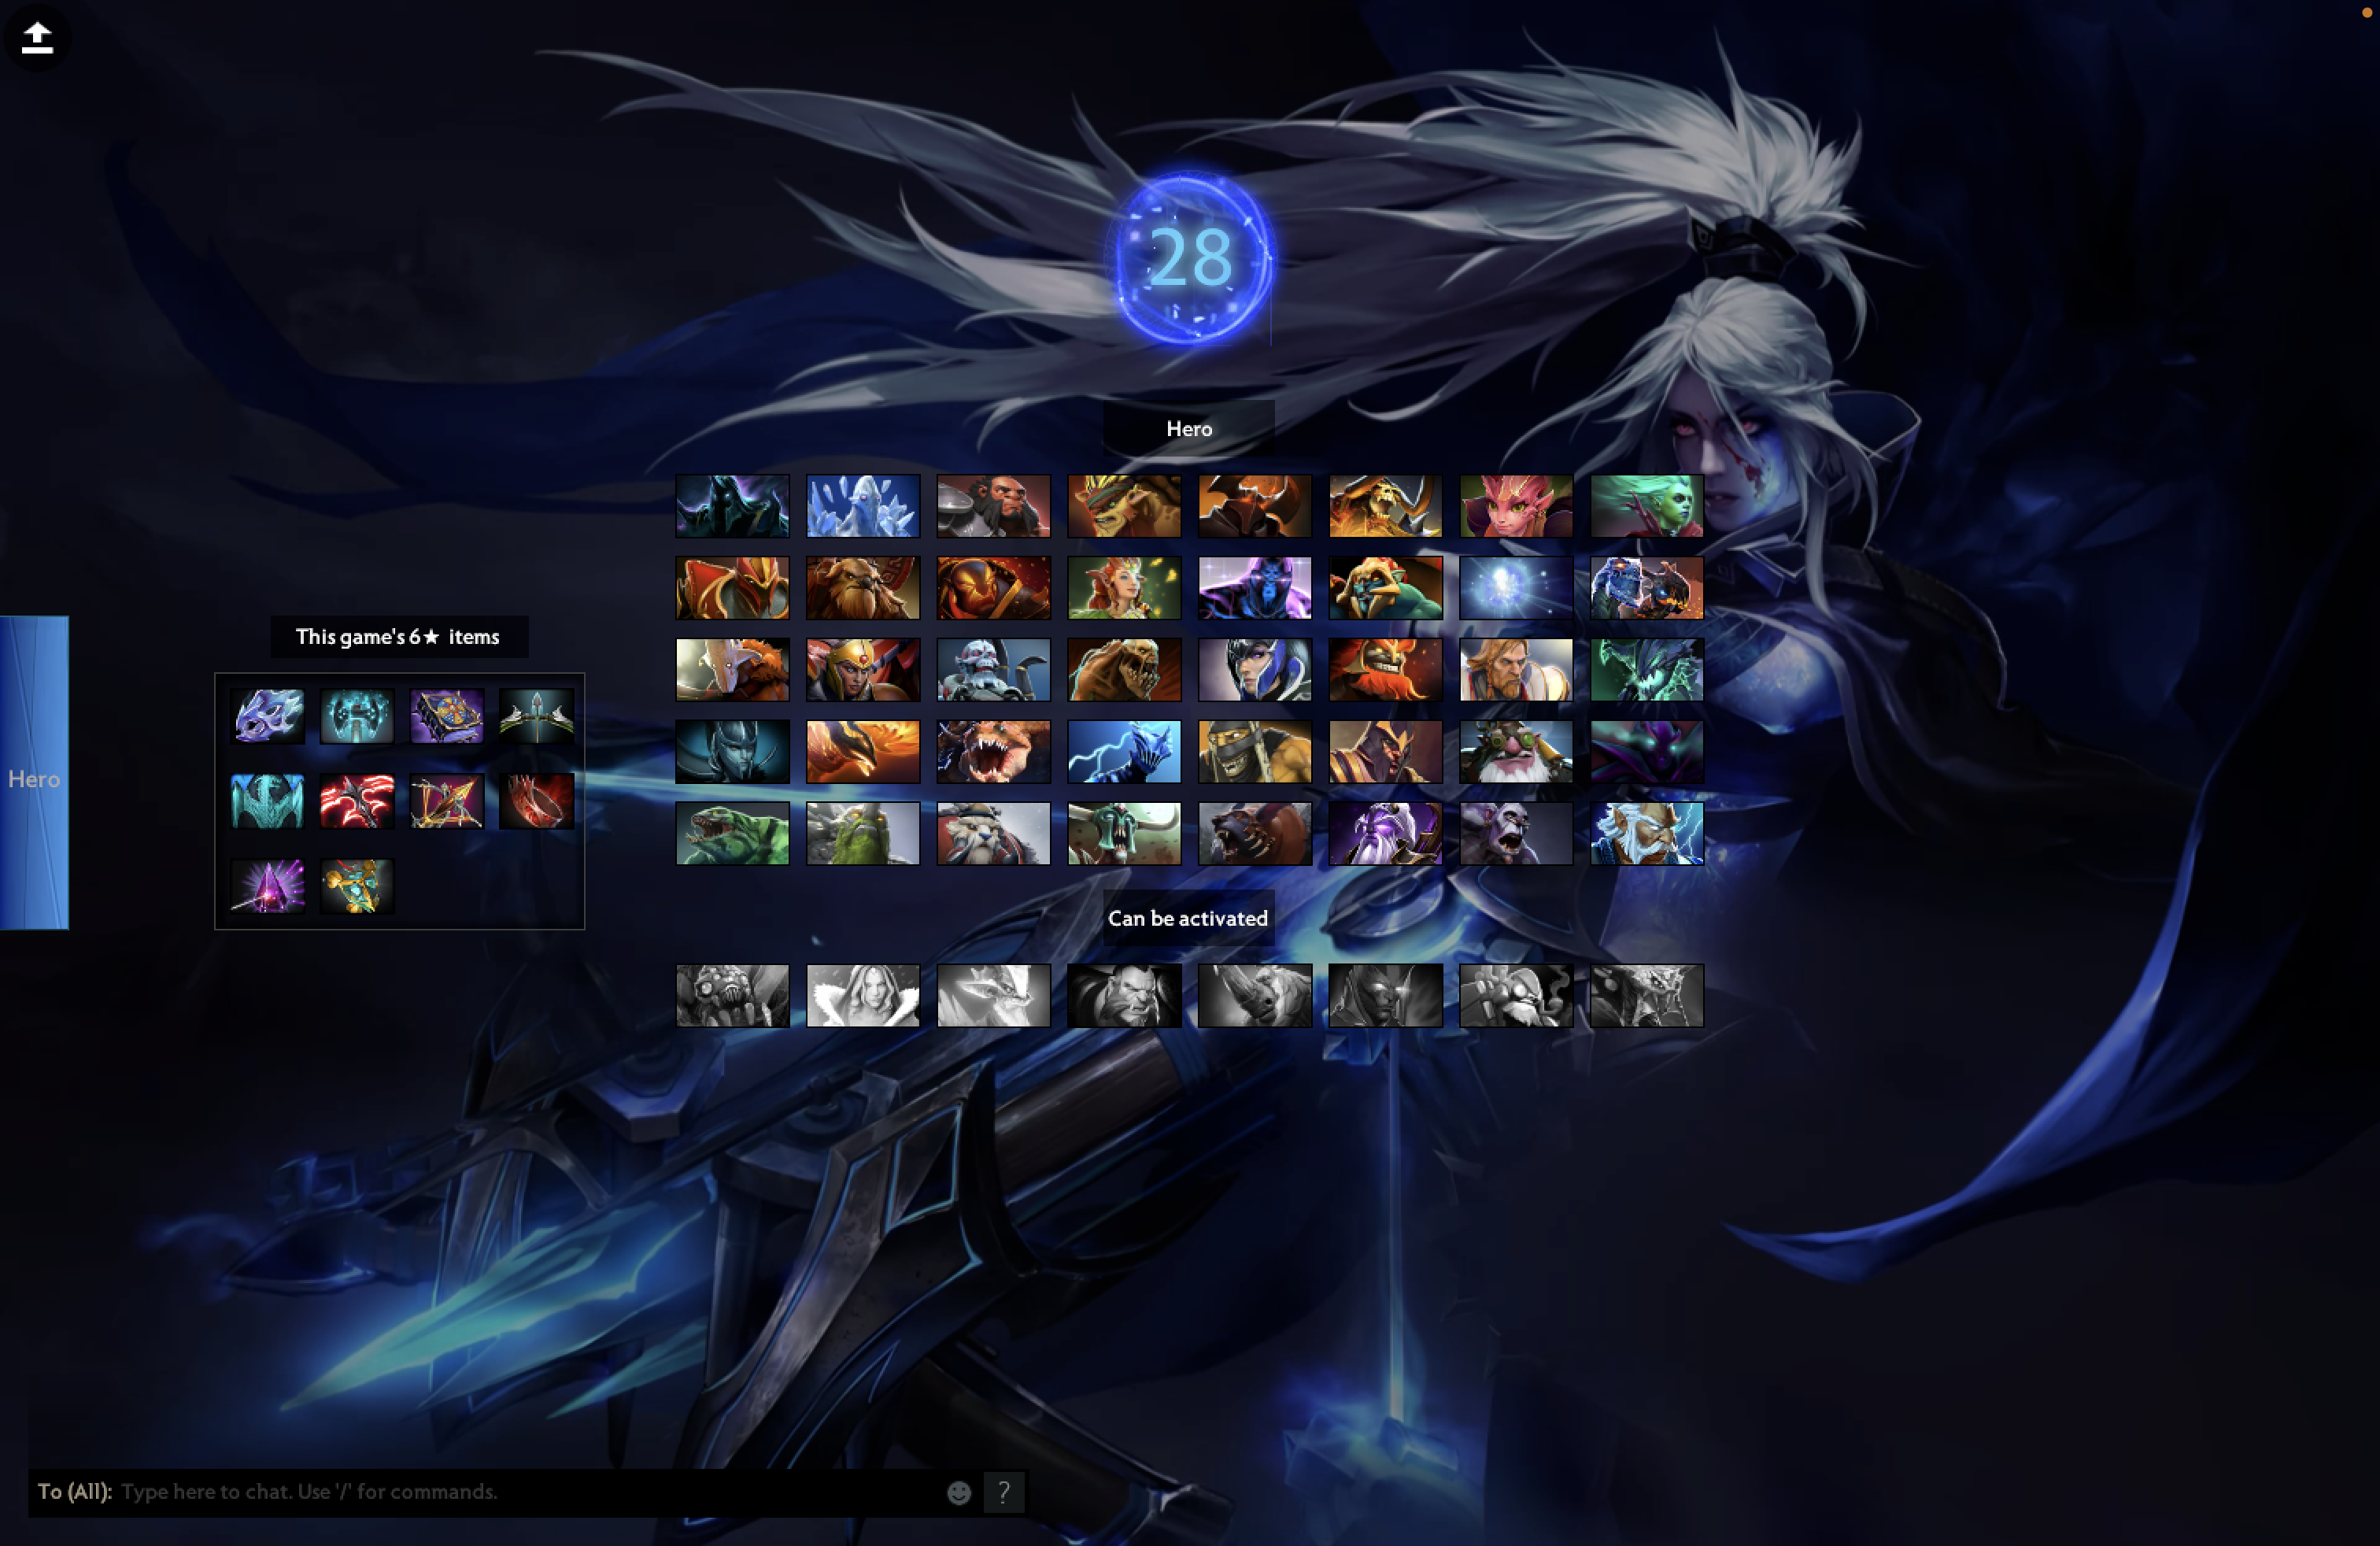 28
Hero
This game's 6★ items
Hero
Can be activated
To (All): Type here to chat. Use '/' for commands.
?